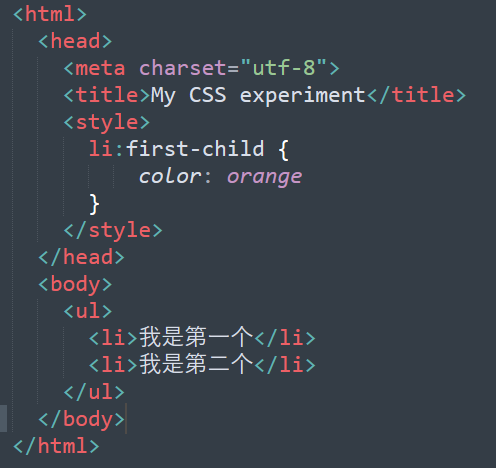 <html>
<head>
<meta charset="utf-8">
<title>My CSS experiment</title>
<style>
li:first-child {
color: orange
}
</style>
</head>
<body>
<ul>
<li>我是第一个</li>
<li>我是第二个</li>
</ul>
</body>
</html>